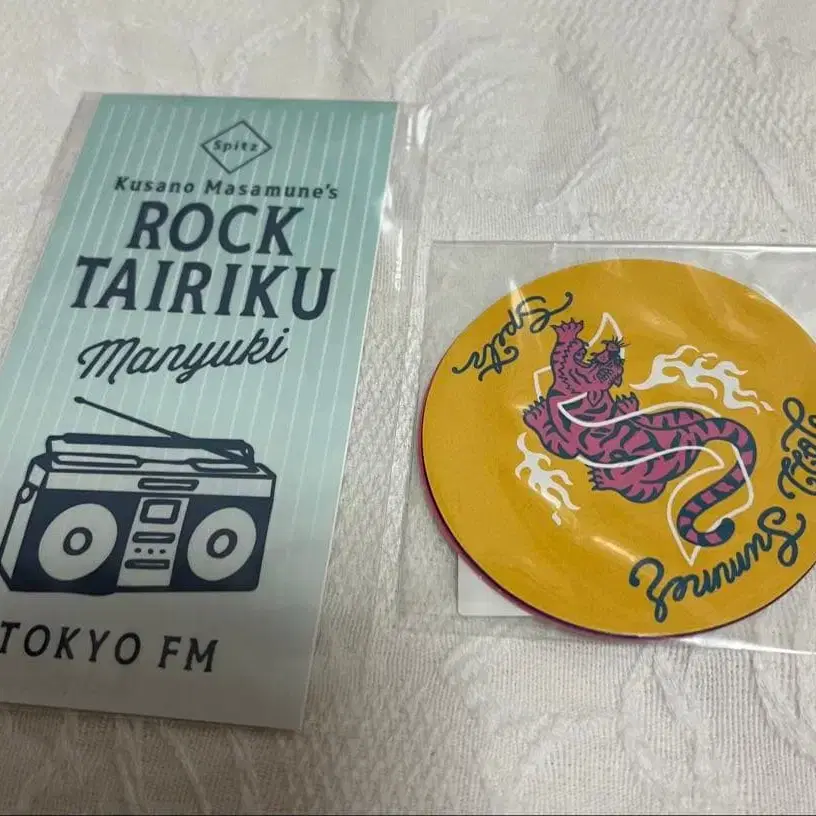 Spitz
Kusano Masamune's
ROCK
TAIRIKU
Manyuki
TOKYO FM
Spitz
Summer